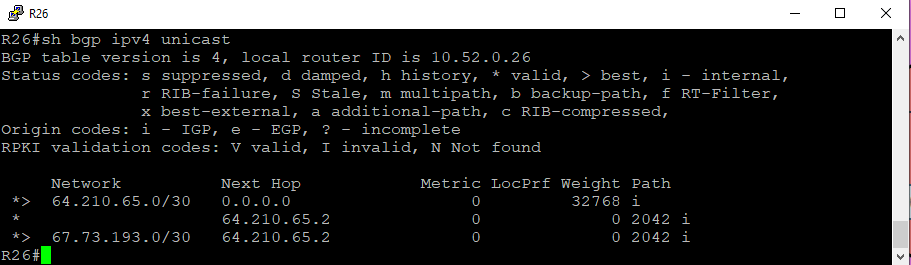 R26
R26#sh bgp ipv4 unicast
BGP table version is 4, local router ID is 10.52.0.26
Status codes: s suppressed, d damped, h history, * valid, > best, i - internal,
              r RIB-failure, S Stale, m multipath, b backup-path, f RT-Filter,
              x best-external, a additional-path, c RIB-compressed,
Origin codes: i - IGP, e - EGP, ? - incomplete
RPKI validation codes: V valid, I invalid, N Not found
     Network          Next Hop            Metric LocPrf Weight Path
 *>  64.210.65.0/30   0.0.0.0                  0         32768 i
 *                    64.210.65.2              0             0 2042 i
 *>  67.73.193.0/30   64.210.65.2              0             0 2042 i
R26#